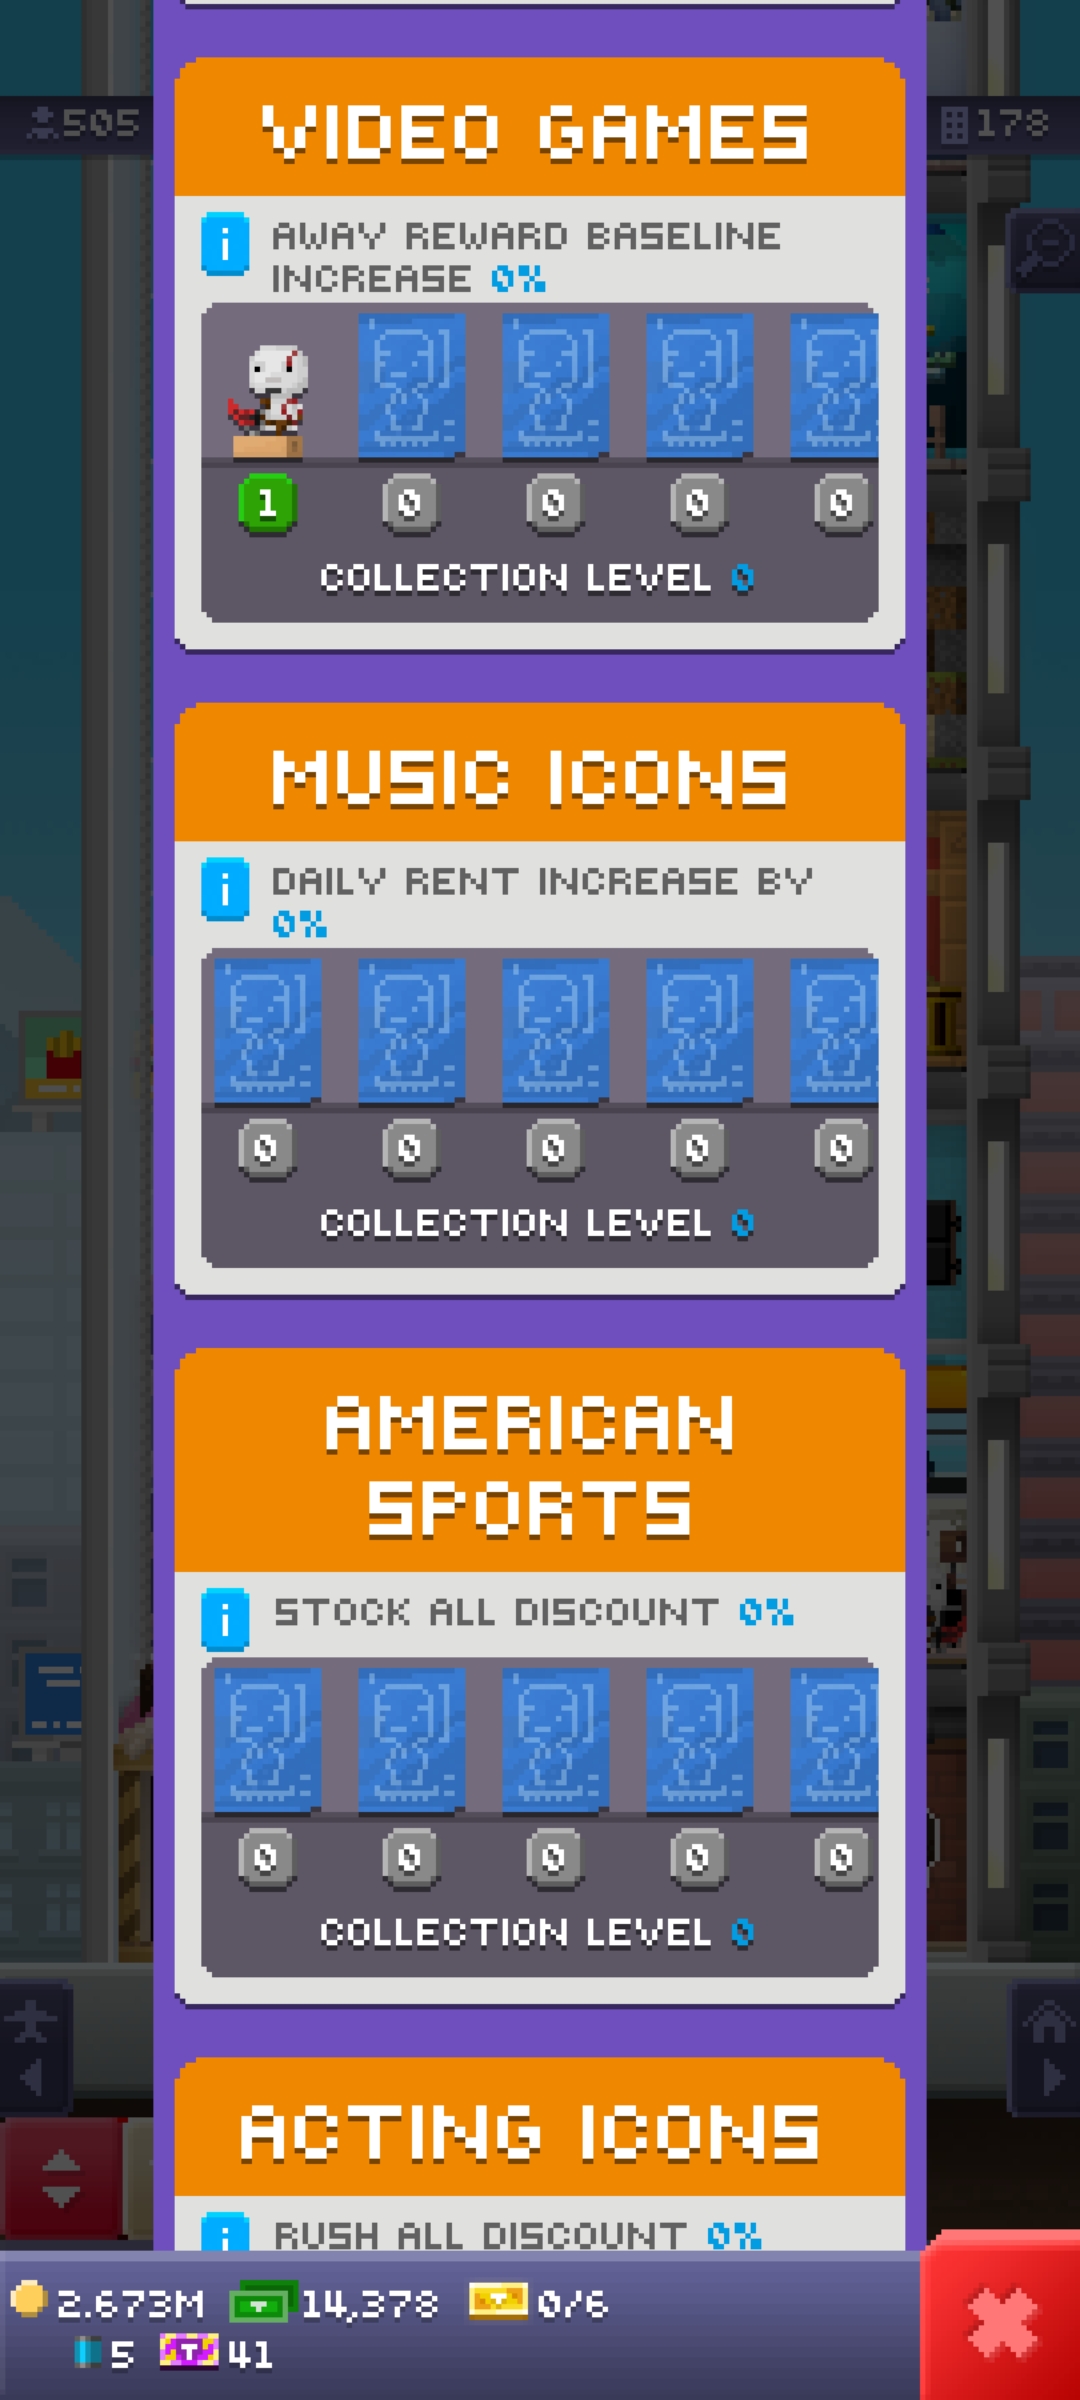 505
178
VIDEO GAMES
i AWAY REWARD BASELINE
INCREASE 0%
1 0 0 0 0
COLLECTION LEVEL 0
MUSIC ICONS
i DAILY RENT INCREASE BY
0%
0 0 0 0 0
COLLECTION LEVEL 0
AMERICAN
SPORTS
i STOCK ALL DISCOUNT 0%
0 0 0 0 0
COLLECTION LEVEL 0
ACTING ICONS
i RUSH ALL DISCOUNT 0%
2.673M 14,378 0/6
5 T 41